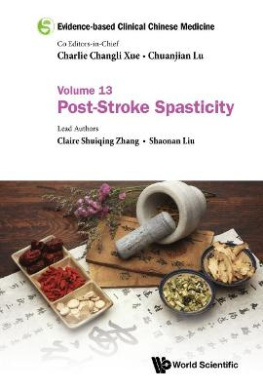 Evidence-based Clinical Chinese Medicine
Co Editors-in-Chief
Charlie Changli Xue • Chuanjian Lu
Volume 13
Post-Stroke Spasticity
Lead Authors
Claire Shuiqing Zhang • Shaonan Liu
World Scientific